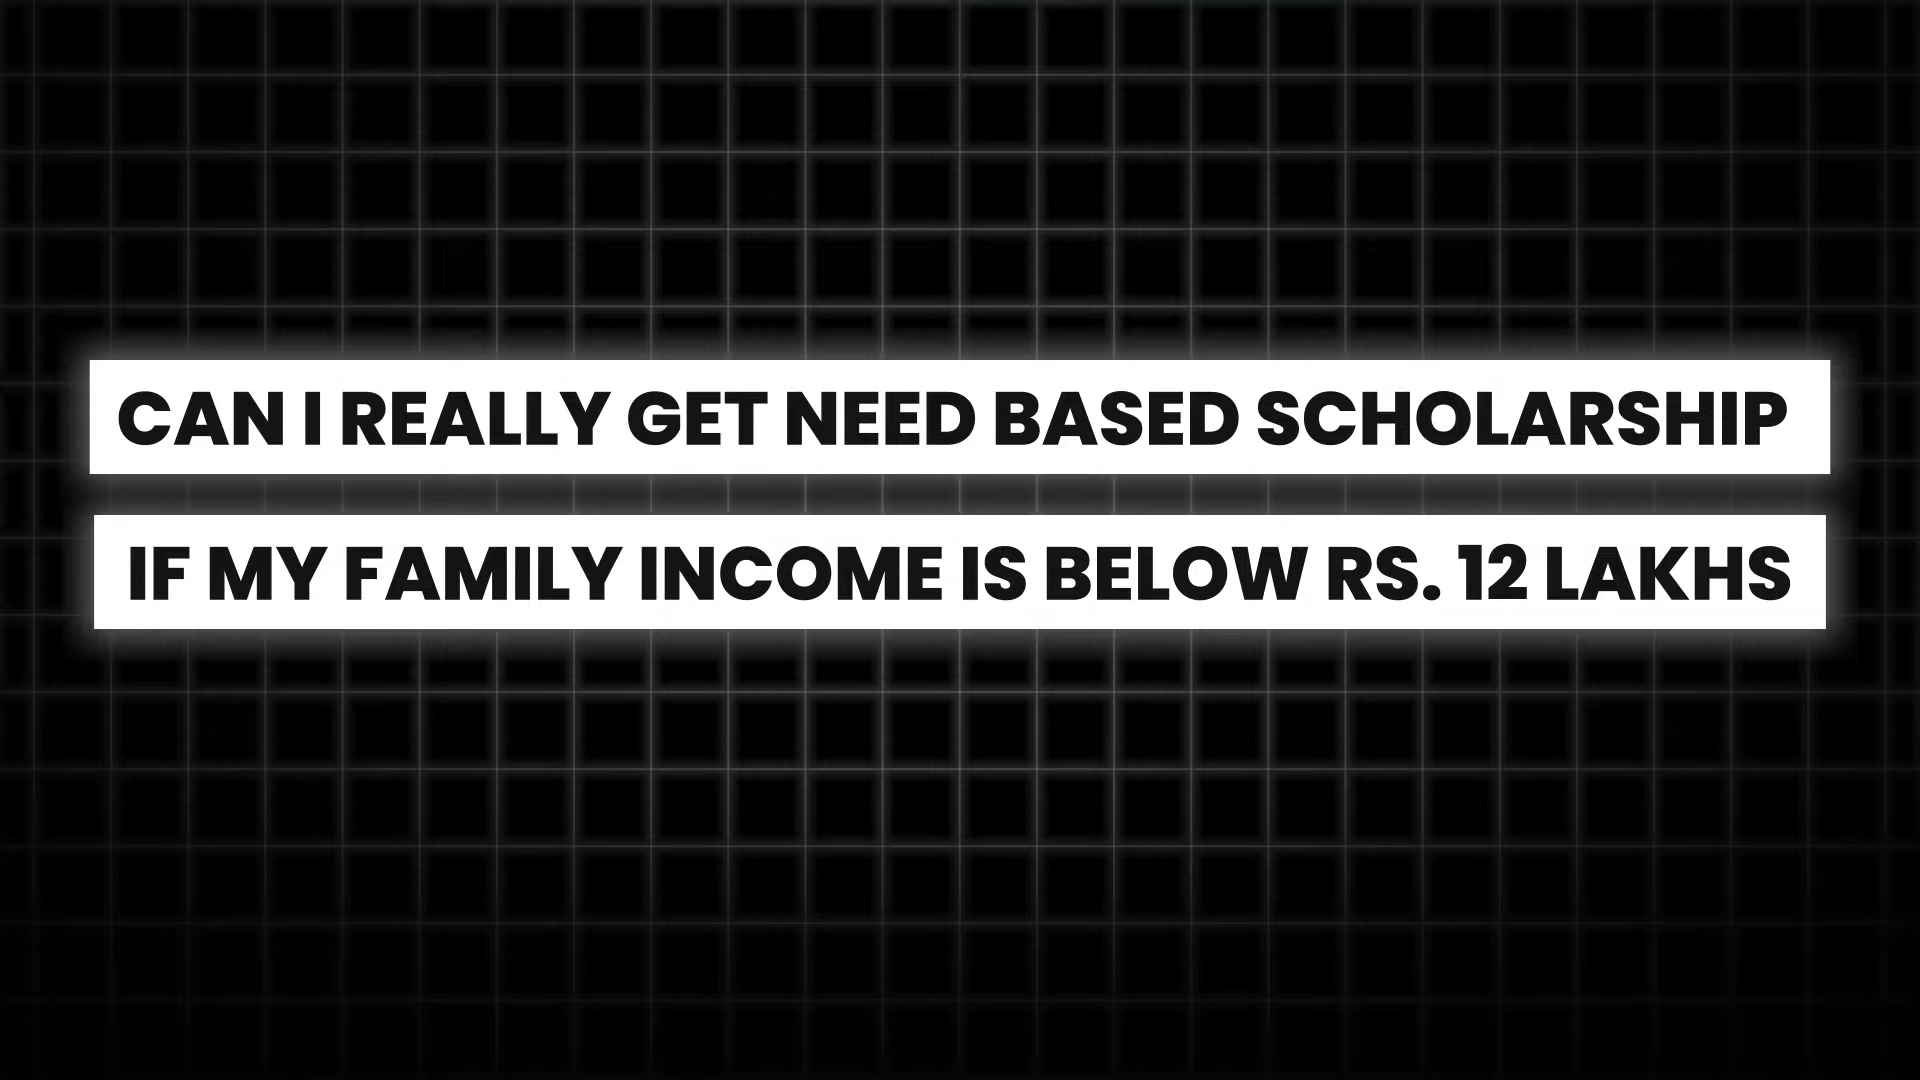 CAN I REALLY GET NEED BASED SCHOLARSHIP
IF MY FAMILY INCOME IS BELOW RS. 12 LAKHS